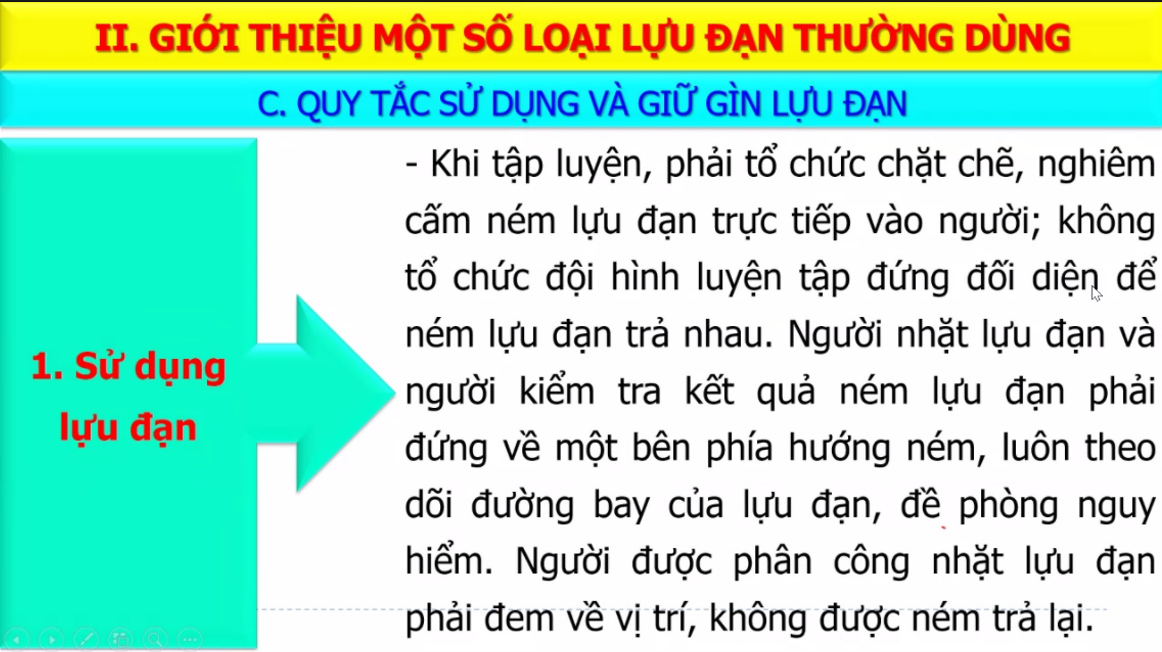 II. GIỚI THIỆU MỘT SỐ LOẠI LỰU ĐẠN THƯỜNG DÙNG
C. QUY TẮC SỬ DỤNG VÀ GIỮ GÌN LỰU ĐẠN
1. Sử dụng
lựu đạn
- Khi tập luyện, phải tổ chức chặt chẽ, nghiêm
cấm ném lựu đạn trực tiếp vào người; không
tổ chức đội hình luyện tập đứng đối diện để
ném lựu đạn trả nhau. Người nhặt lựu đạn và
người kiểm tra kết quả ném lựu đạn phải
đứng về một bên phía hướng ném, luôn theo
dõi đường bay của lựu đạn, đề phòng nguy
hiểm. Người được phân công nhặt lựu đạn
phải đem về vị trí, không được ném trả lại.